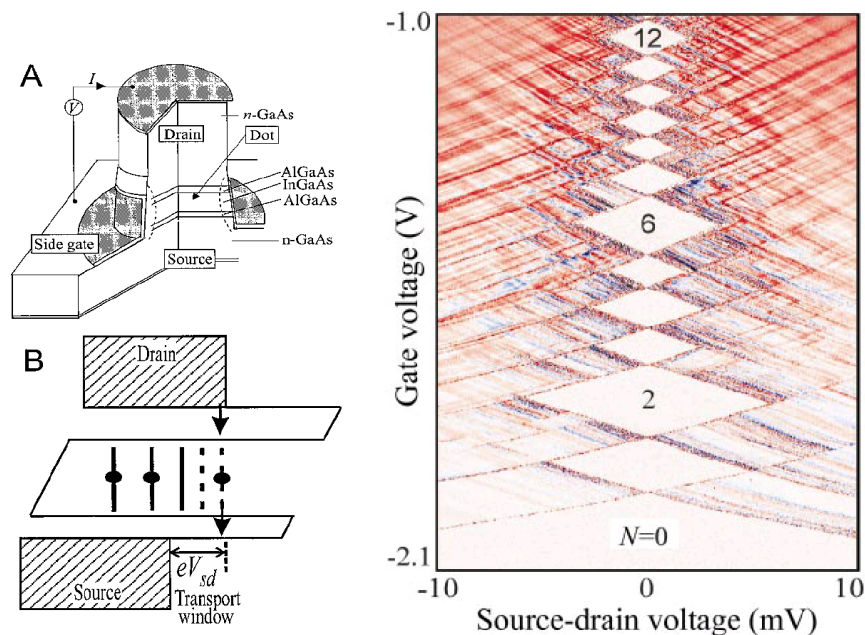 A
I
V
n-GaAs
Drain
Dot
AlGaAs
InGaAs
AlGaAs
Side gate
n-GaAs
Source
B
Drain
eVsd
Source
Transport
window
-1.0
12
6
2
N=0
-2.1
-10
0
10
Gate voltage (V)
Source-drain voltage (mV)